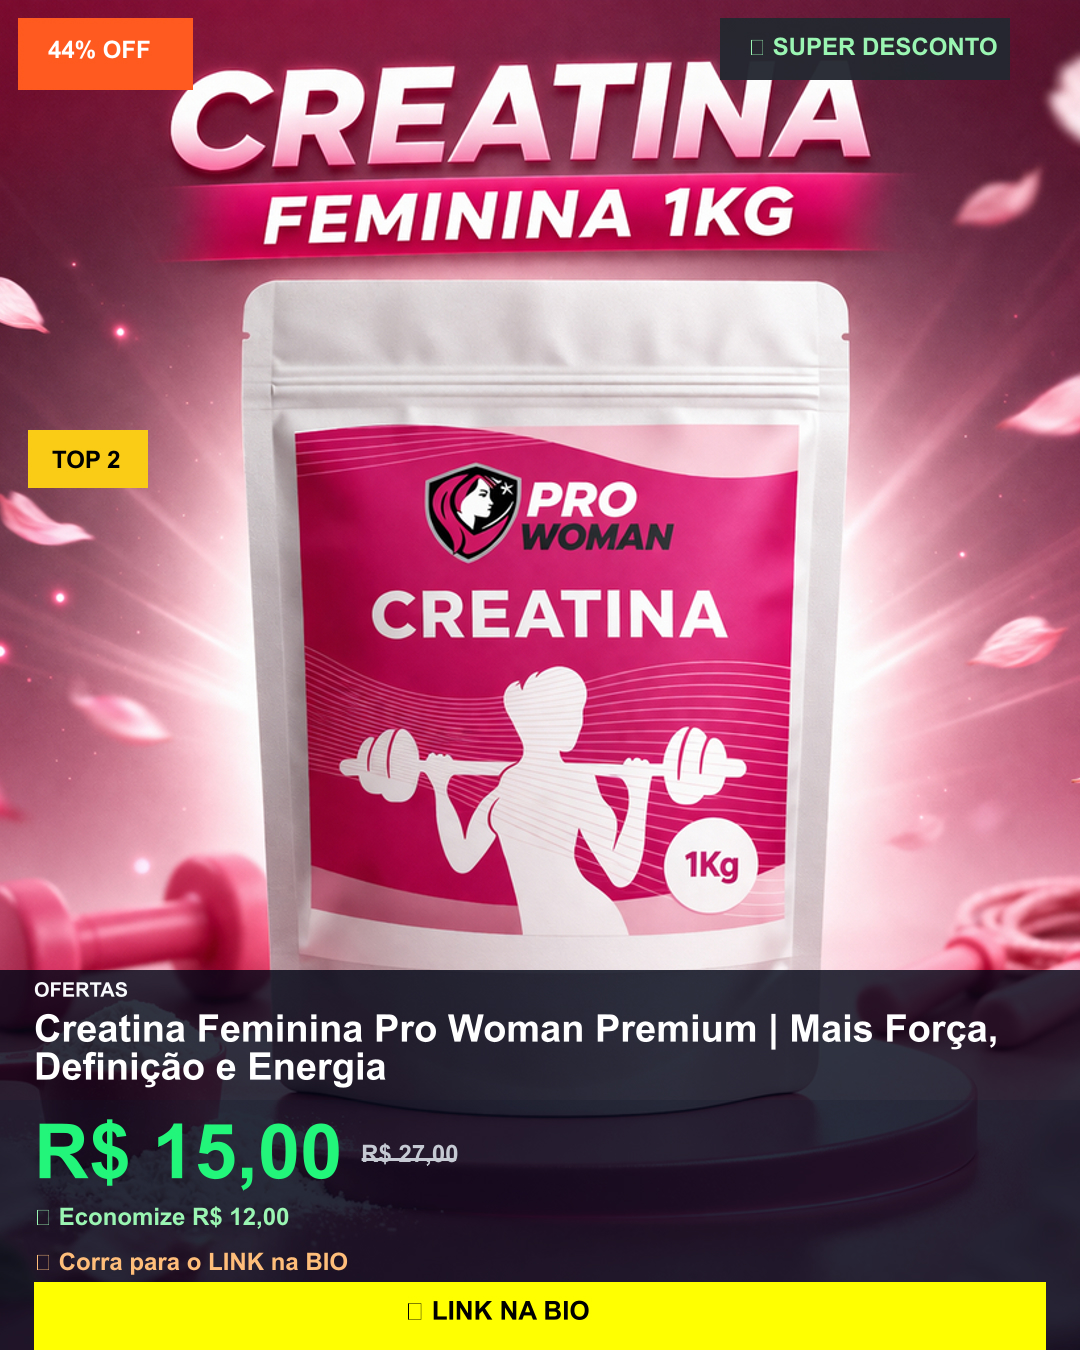 44% OFF
SUPER DESCONTO
CREATINA
FEMININA 1KG
TOP 2
PRO
WOMAN
CREATINA
1Kg
OFERTAS
Creatina Feminina Pro Woman Premium | Mais Força,
Definição e Energia
R$ 15,00 R$ 27,00
Economize R$ 12,00
Corra para o LINK na BIO
LINK NA BIO